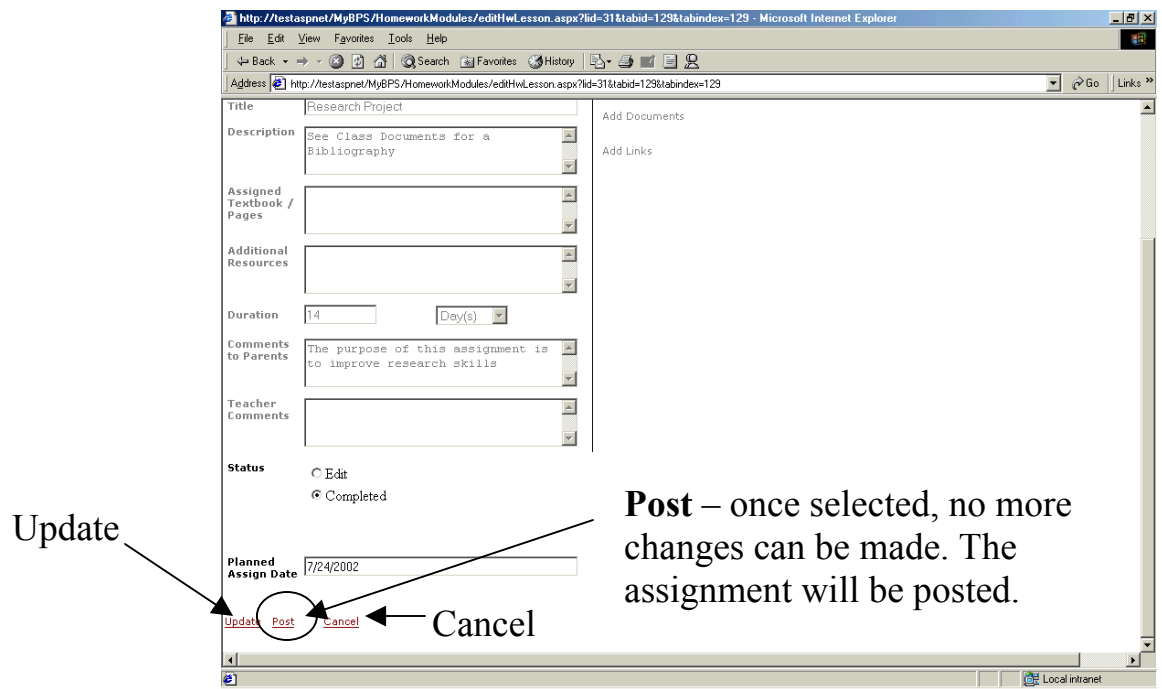 http://testaspnet/MyBPS/HomeworkModules/editHwLesson.aspx?lid=31&tabid=129&tabindex=129 - Microsoft Internet Explorer
File Edit View Favorites Tools Help
Back Search Favorites History
Address http://testaspnet/MyBPS/HomeworkModules/editHwLesson.aspx?lid=31&tabid=129&tabindex=129 Go Links »
Title Research Project
Add Documents
Description See Class Documents for a
Bibliography
Add Links
Assigned
Textbook /
Pages
Additional
Resources
Duration 14 Day(s)
Comments
to Parents
The purpose of this assignment is
to improve research skills
Teacher
Comments
Status
Edit
Completed
Post – once selected, no more
changes can be made. The
assignment will be posted.
Update
Planned
Assign Date
7/24/2002
Update Post Cancel
Cancel
Local intranet